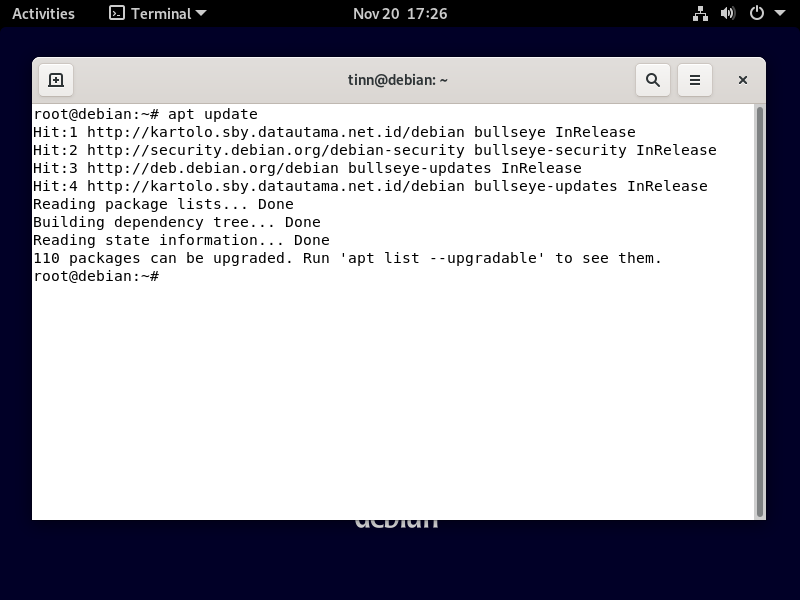 Activities Terminal Nov 20 17:26
tinn@debian: ~
root@debian:~# apt update
Hit:1 http://kartolo.sby.datautama.net.id/debian bullseye InRelease
Hit:2 http://security.debian.org/debian-security bullseye-security InRelease
Hit:3 http://deb.debian.org/debian bullseye-updates InRelease
Hit:4 http://kartolo.sby.datautama.net.id/debian bullseye-updates InRelease
Reading package lists... Done
Building dependency tree... Done
Reading state information... Done
110 packages can be upgraded. Run 'apt list --upgradable' to see them.
root@debian:~#
debian